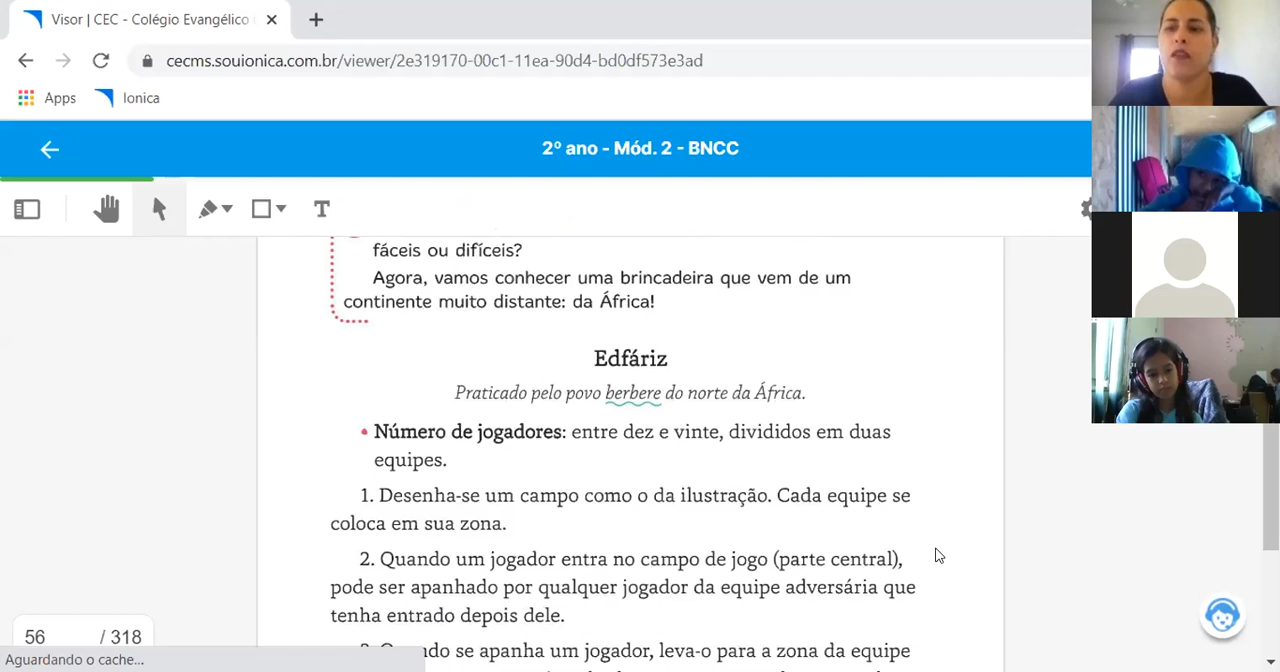 Visor | CEC - Colégio Evangélico
cecms.souionica.com.br/viewer/2e319170-00c1-11ea-90d4-bd0df573e3ad
Apps Ionica
2º ano - Mód. 2 - BNCC
T
fáceis ou difíceis?
Agora, vamos conhecer uma brincadeira que vem de um
continente muito distante: da África!
Edfáriz
Praticado pelo povo berbere do norte da África.
• Número de jogadores: entre dez e vinte, divididos em duas
equipes.
1. Desenha-se um campo como o da ilustração. Cada equipe se
coloca em sua zona.
2. Quando um jogador entra no campo de jogo (parte central),
pode ser apanhado por qualquer jogador da equipe adversária que
tenha entrado depois dele.
se apanha um jogador, leva-o para a zona da equipe
56 / 318
Aguardando o cache...